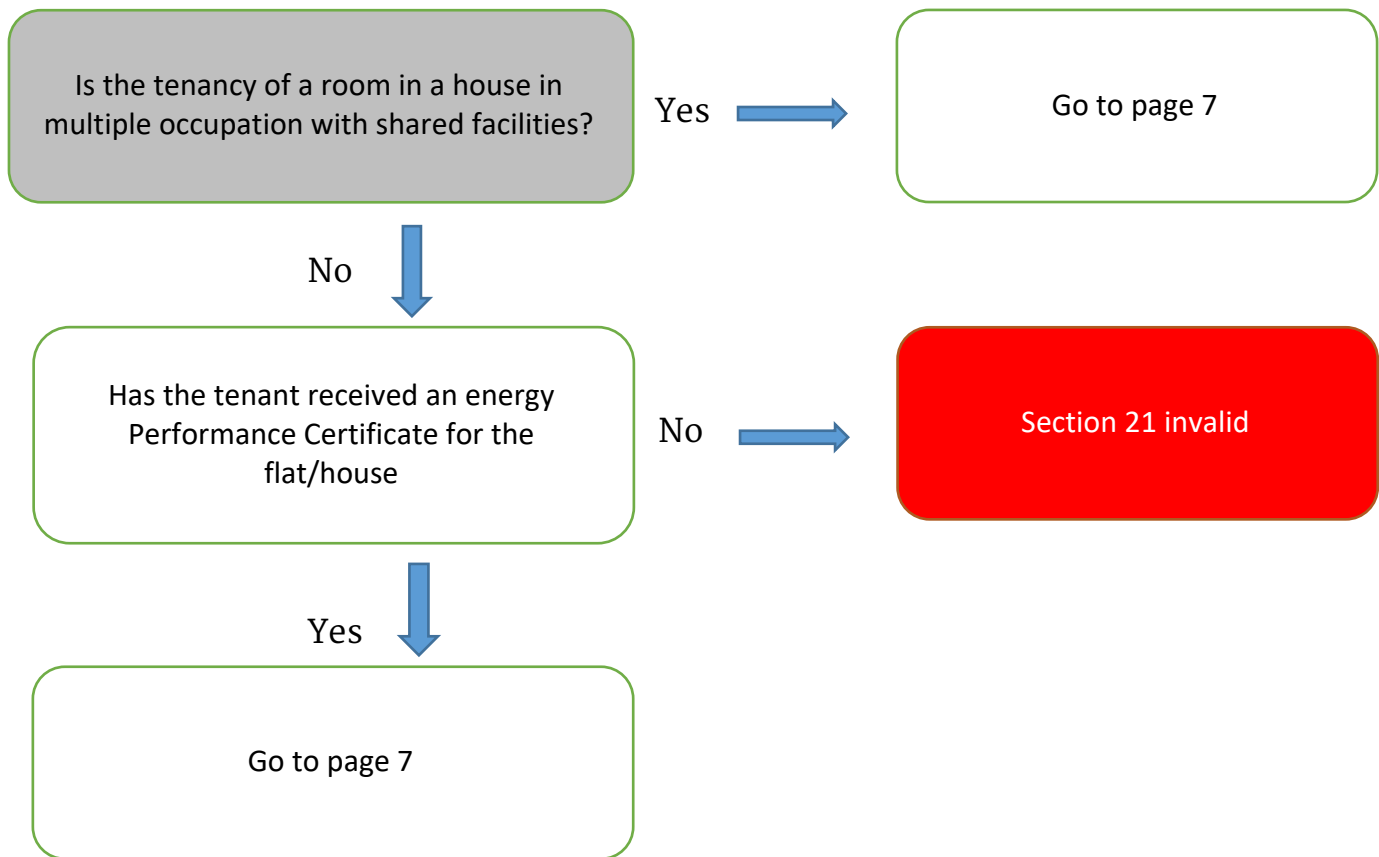 Is the tenancy of a room in a house in
multiple occupation with shared facilities?
Yes
Go to page 7
No
Has the tenant received an energy
Performance Certificate for the
flat/house
No
Section 21 invalid
Yes
Go to page 7